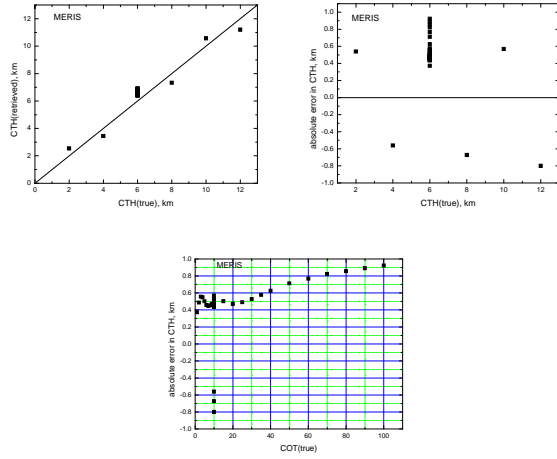 MERIS
CTH(retrieved), km
12
10
8
6
4
2
0
0 2 4 6 8 10 12
CTH(true), km
MERIS
absolute error in CTH, km
1.0
0.8
0.6
0.4
0.2
0.0
-0.2
-0.4
-0.6
-0.8
-1.0
2 4 6 8 10 12
CTH(true), km
MERIS
absolute error in CTH, km
1.0
0.8
0.6
0.4
0.2
0.0
-0.2
-0.4
-0.6
-0.8
-1.0
0 20 40 60 80 100
COT(true)